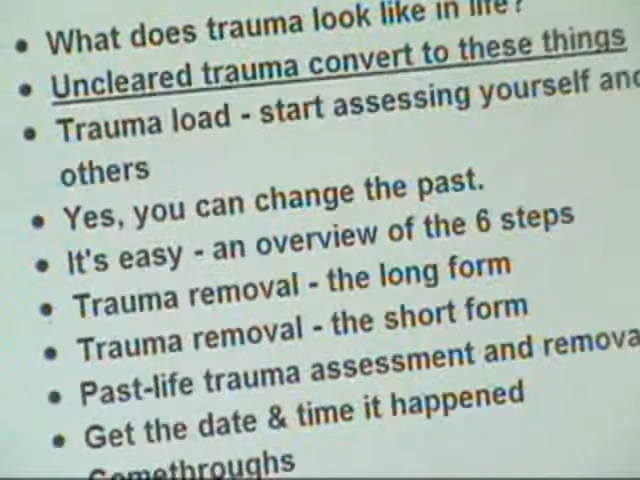 • What does trauma look like in life?
• Uncleared trauma convert to these things
• Trauma load - start assessing yourself and
others
• Yes, you can change the past.
• It's easy - an overview of the 6 steps
• Trauma removal - the long form
• Trauma removal - the short form
• Past-life trauma assessment and remova
• Get the date & time it happened
Comethroughs